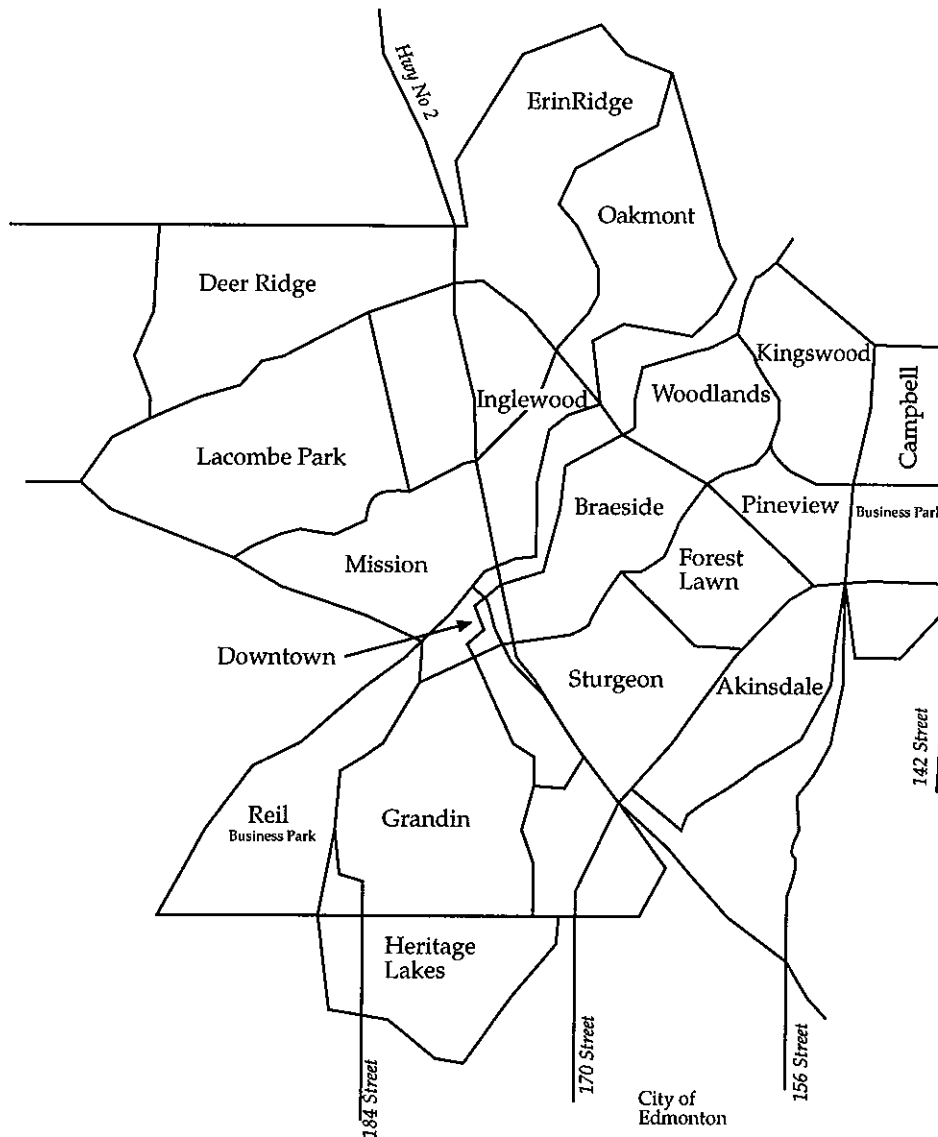 Hwy No 2
ErinRidge
Oakmont
Deer Ridge
Kingswood
Inglewood
Woodlands
Campbell
Lacombe Park
Braeside
Pineview
Business Park
Mission
Forest
Lawn
Downtown
Sturgeon
Akinsdale
142 Street
Reil
Business Park
Grandin
Heritage
Lakes
184 Street
170 Street
156 Street
City of
Edmonton